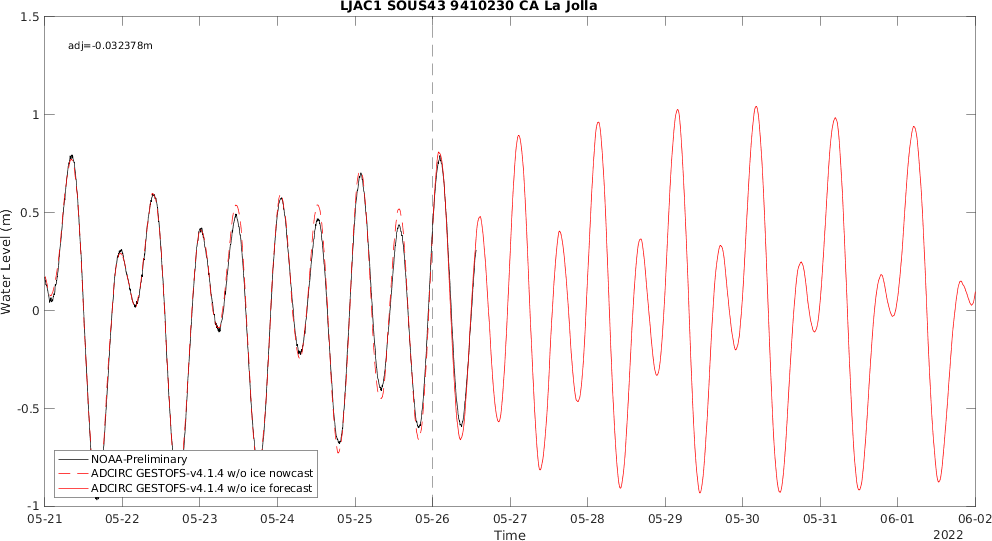 LJAC1 SOUS43 9410230 CA La Jolla
adj=-0.032378m
1.5
1
0.5
0
-0.5
-1
Water Level (m)
NOAA-Preliminary
ADCIRC GESTOFS-v4.1.4 w/o ice nowcast
ADCIRC GESTOFS-v4.1.4 w/o ice forecast
05-21 05-22 05-23 05-24 05-25 05-26 05-27 05-28 05-29 05-30 05-31 06-01 06-02
Time
2022